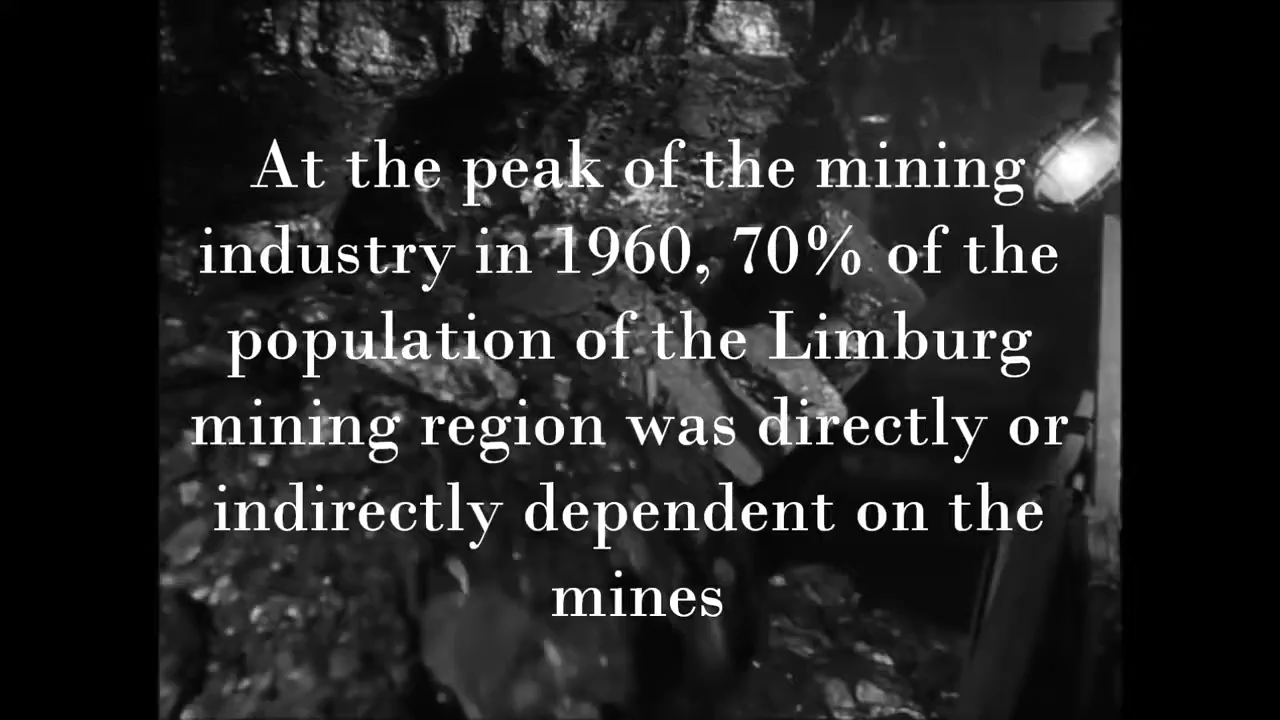 At the peak of the mining
industry in 1960, 70% of the
population of the Limburg
mining region was directly or
indirectly dependent on the
mines